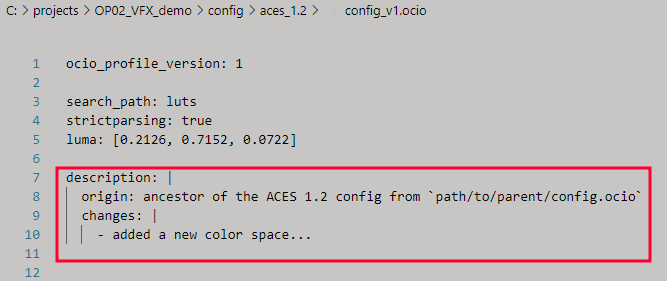 C: > projects > OP02_VFX_demo > config > aces_1.2 > config_v1.ocio
1 ocio_profile_version: 1
2
3 search_path: luts
4 strictparsing: true
5 luma: [0.2126, 0.7152, 0.0722]
6
7 description: |
8 origin: ancestor of the ACES 1.2 config from `path/to/parent/config.ocio`
9 changes: |
10 - added a new color space...
11
12